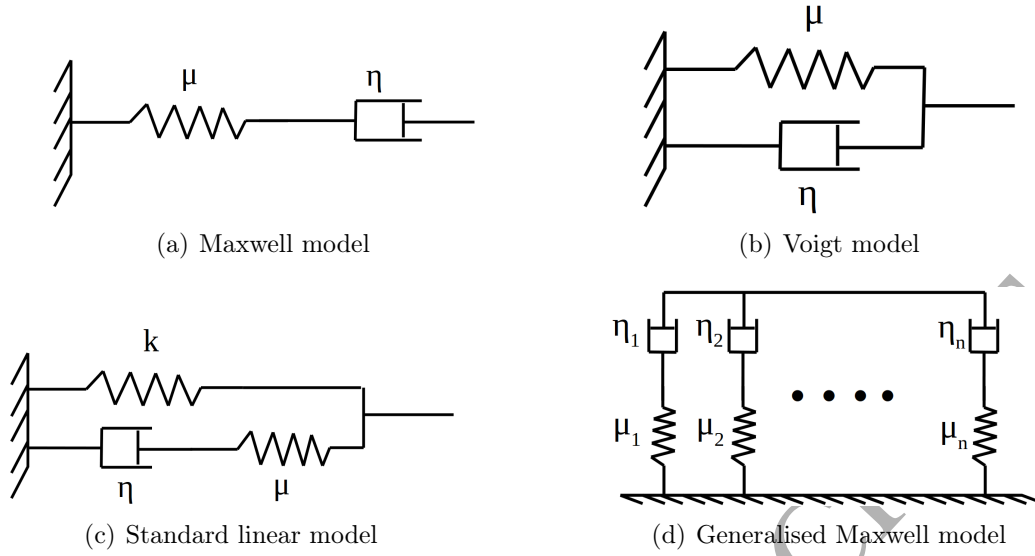 μ
η
(a) Maxwell model
μ
η
(b) Voigt model
k
η
μ
(c) Standard linear model
η1 η2 ηn
μ1 μ2 μn
(d) Generalised Maxwell model